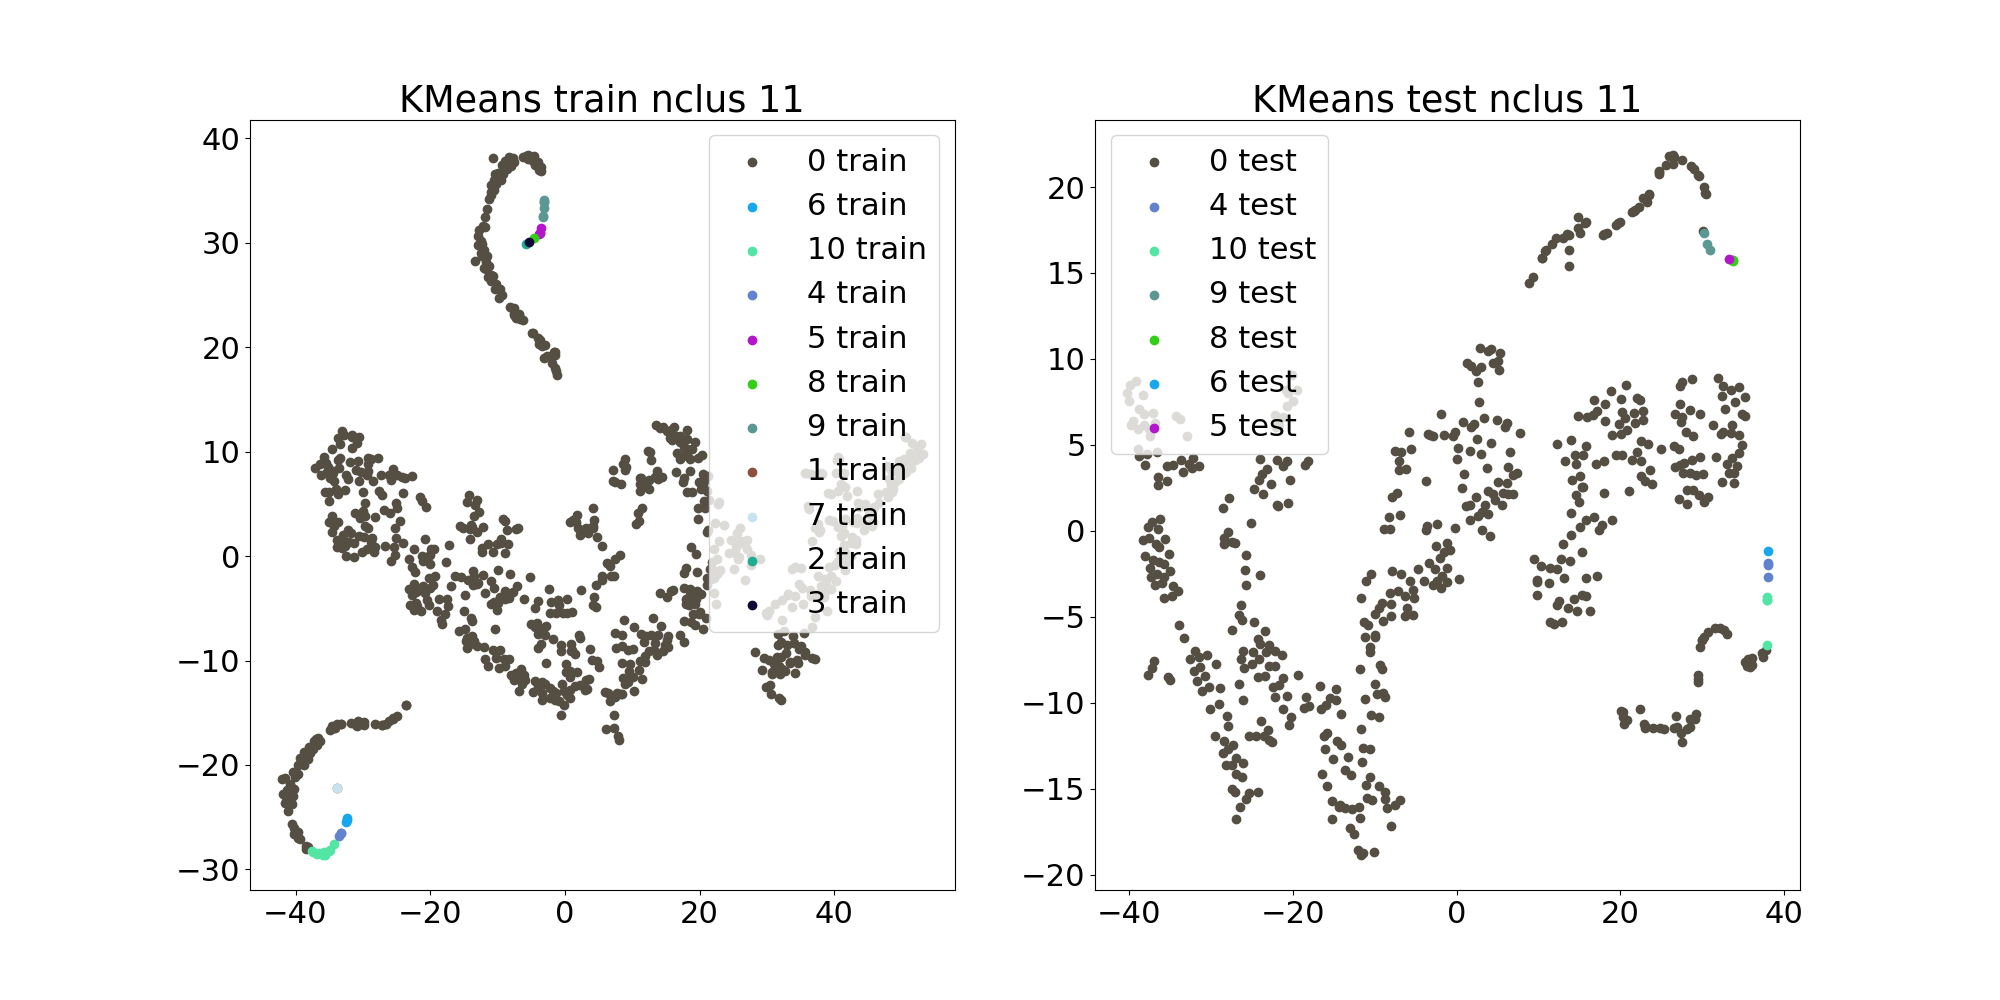 KMeans train nclus 11
40
30
20
10
0
−10
−20
−30
−40
−20
0
20
40
0 train
6 train
10 train
4 train
5 train
8 train
9 train
1 train
7 train
2 train
3 train
KMeans test nclus 11
20
15
10
5
0
−5
−10
−15
−20
−40
−20
0
20
40
0 test
4 test
10 test
9 test
8 test
6 test
5 test